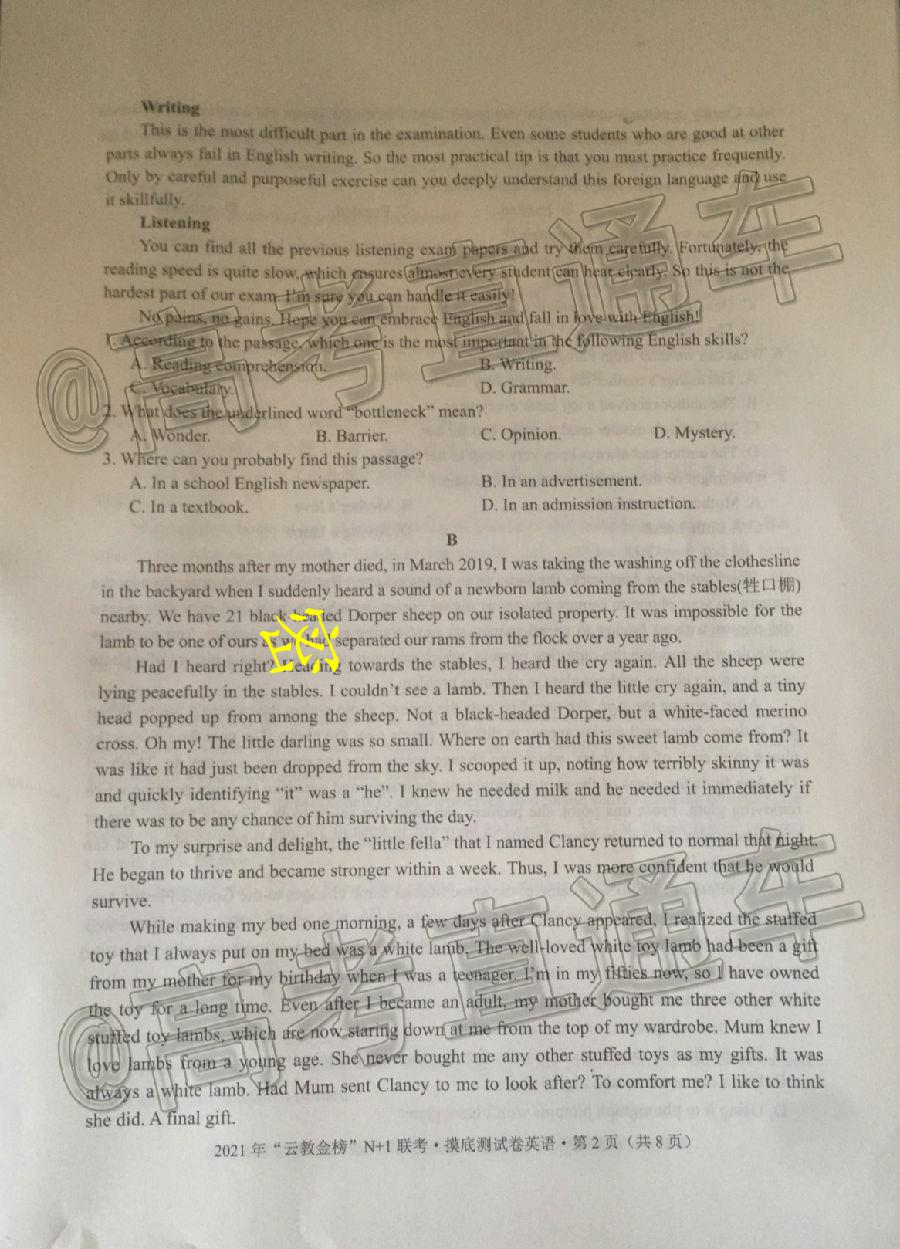 Writing
This is the most difficult part in the examination. Even some students who are good at other
parts always fail in English writing. So the most practical tip is that you must practice frequently.
Only by careful and purposeful exercise can you deeply understand this foreign language and use
it skillfully.
Listening
You can find all the previous listening exam papers and try them carefully. Fortunately, the
reading speed is quite slow, which ensures almost every student can hear clearly. So this is not the
hardest part of our exam. I'm sure you can handle it easily!
No pains, no gains. Hope you can embrace English and fall in love with English!
1. According to the passage, which one is the most important in the following English skills?
A. Reading comprehension. B. Writing.
C. Vocabulary. D. Grammar.
2. What does the underlined word “bottleneck” mean?
A. Wonder. B. Barrier. C. Opinion. D. Mystery.
3. Where can you probably find this passage?
A. In a school English newspaper. B. In an advertisement.
C. In a textbook. D. In an admission instruction.
B
Three months after my mother died, in March 2019, I was taking the washing off the clothesline
in the backyard when I suddenly heard a sound of a newborn lamb coming from the stables(牲口棚)
nearby. We have 21 black-headed Dorper sheep on our isolated property. It was impossible for the
lamb to be one of ours as we had separated our rams from the flock over a year ago.
Had I heard right? Heading towards the stables, I heard the cry again. All the sheep were
lying peacefully in the stables. I couldn't see a lamb. Then I heard the little cry again, and a tiny
head popped up from among the sheep. Not a black-headed Dorper, but a white-faced merino
cross. Oh my! The little darling was so small. Where on earth had this sweet lamb come from? It
was like it had just been dropped from the sky. I scooped it up, noting how terribly skinny it was
and quickly identifying “it” was a “he”. I knew he needed milk and he needed it immediately if
there was to be any chance of him surviving the day.
To my surprise and delight, the “little fella” that I named Clancy returned to normal that night.
He began to thrive and became stronger within a week. Thus, I was more confident that he would
survive.
While making my bed one morning, a few days after Clancy appeared, I realized the stuffed
toy that I always put on my bed was a white lamb. The well-loved white toy lamb had been a gift
from my mother for my birthday when I was a teenager. I'm in my fifties now, so I have owned
the toy for a long time. Even after I became an adult, my mother bought me three other white
stuffed toy lambs, which are now staring down at me from the top of my wardrobe. Mum knew I
love lambs from a young age. She never bought me any other stuffed toys as my gifts. It was
always a white lamb. Had Mum sent Clancy to me to look after? To comfort me? I like to think
she did. A final gift.
2021 年“云教金榜”N+1 联考·摸底测试卷英语·第 2 页（共 8 页）
@高考直通车
@高考直通车